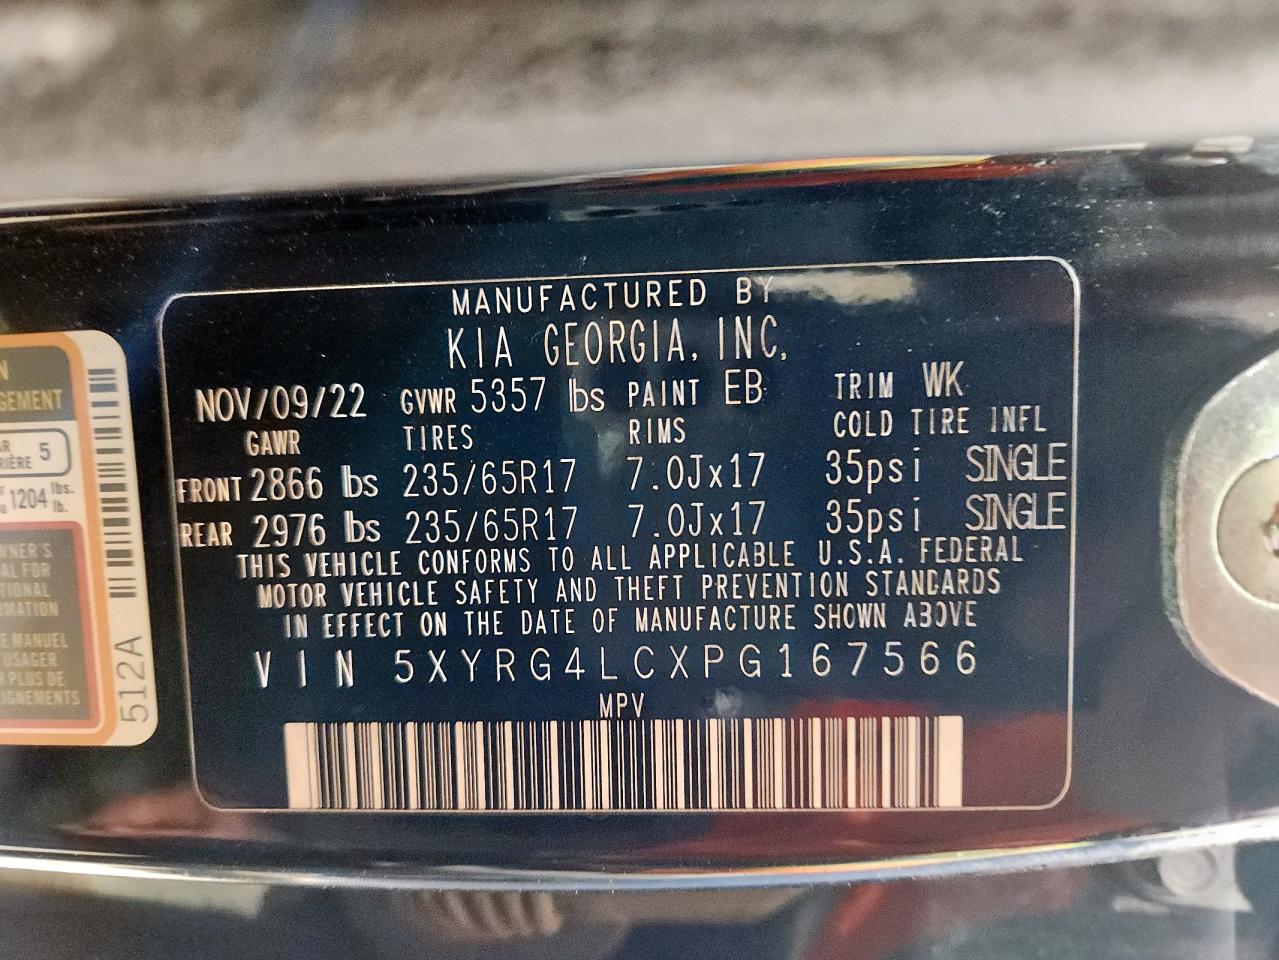 MANUFACTURED BY
KIA GEORGIA, INC.
NOV/09/22 GVWR 5357 lbs PAINT EB TRIM WK
GAWR TIRES RIMS COLD TIRE INFL
FRONT 2866 lbs 235/65R17 7.0Jx17 35psi SINGLE
REAR 2976 lbs 235/65R17 7.0Jx17 35psi SINGLE
THIS VEHICLE CONFORMS TO ALL APPLICABLE U.S.A. FEDERAL
MOTOR VEHICLE SAFETY AND THEFT PREVENTION STANDARDS
IN EFFECT ON THE DATE OF MANUFACTURE SHOWN ABOVE
VIN 5XYRG4LCXPG167566
MPV
5
1204 lbs.
lb.
MANUEL
PLUS DE
512A